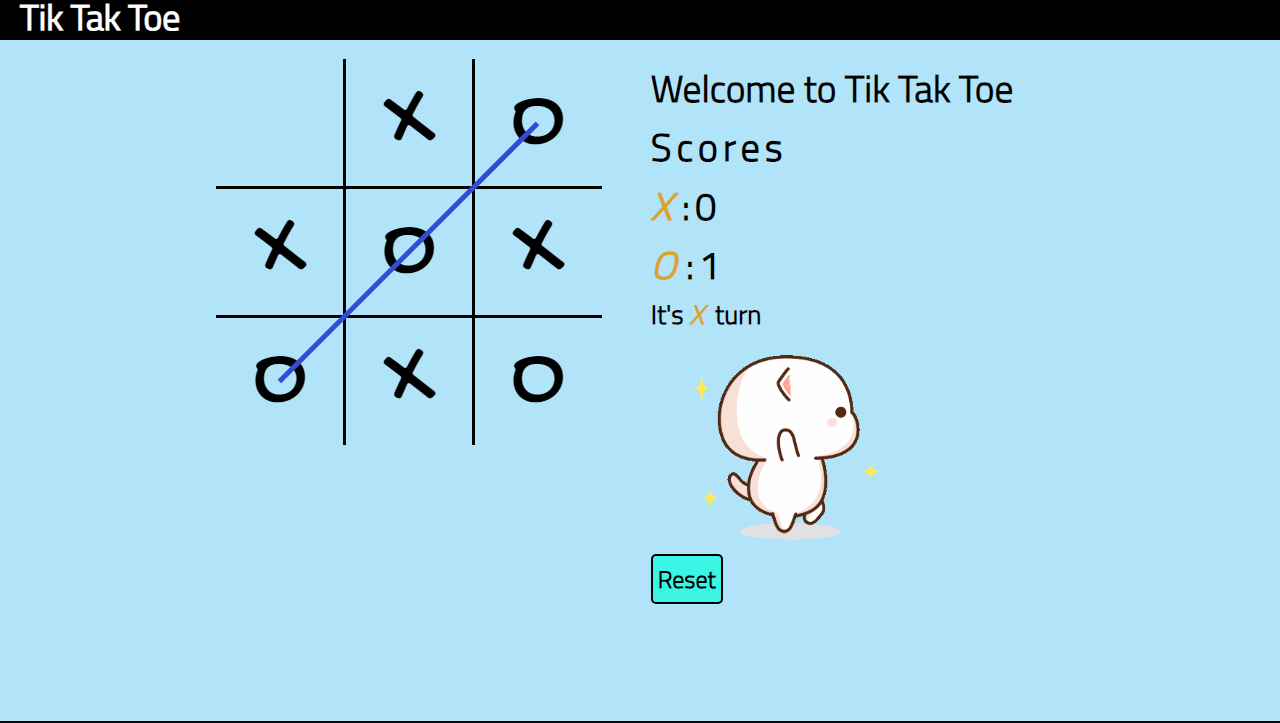 Tik Tak Toe
X O
X O X
O X O
Welcome to Tik Tak Toe
Scores
X:0
O:1
It's X turn
Reset